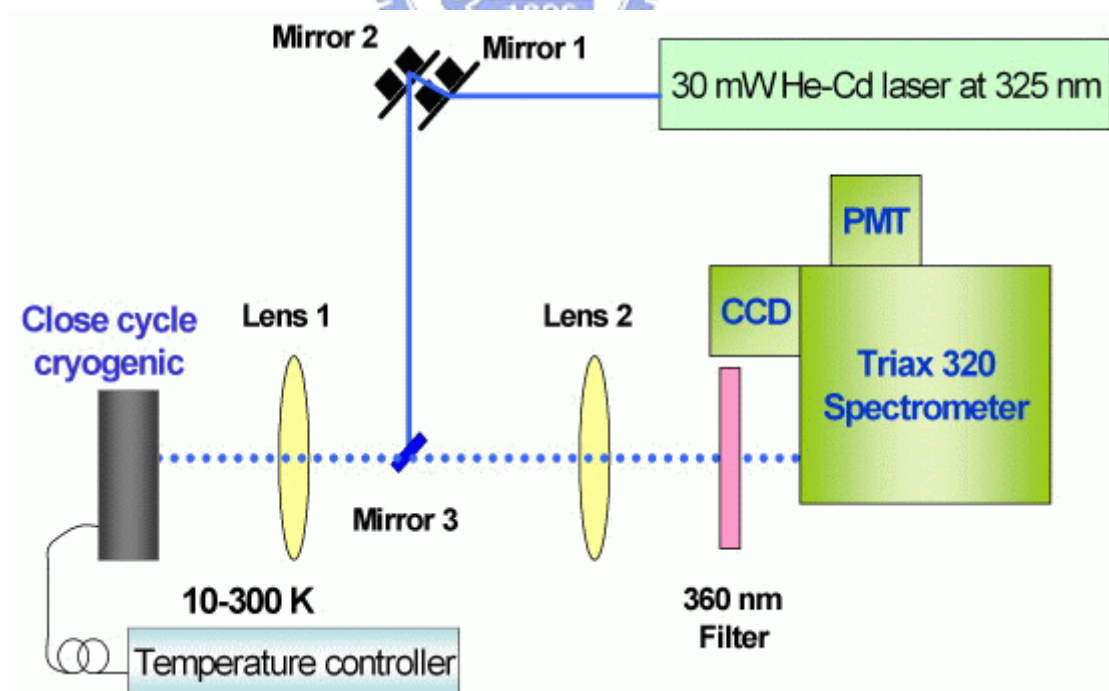 1896
Mirror 2
Mirror 1
30 mW He-Cd laser at 325 nm
PMT
CCD
Triax 320
Spectrometer
Close cycle
cryogenic
Lens 1
Lens 2
Mirror 3
360 nm
Filter
10-300 K
Temperature controller